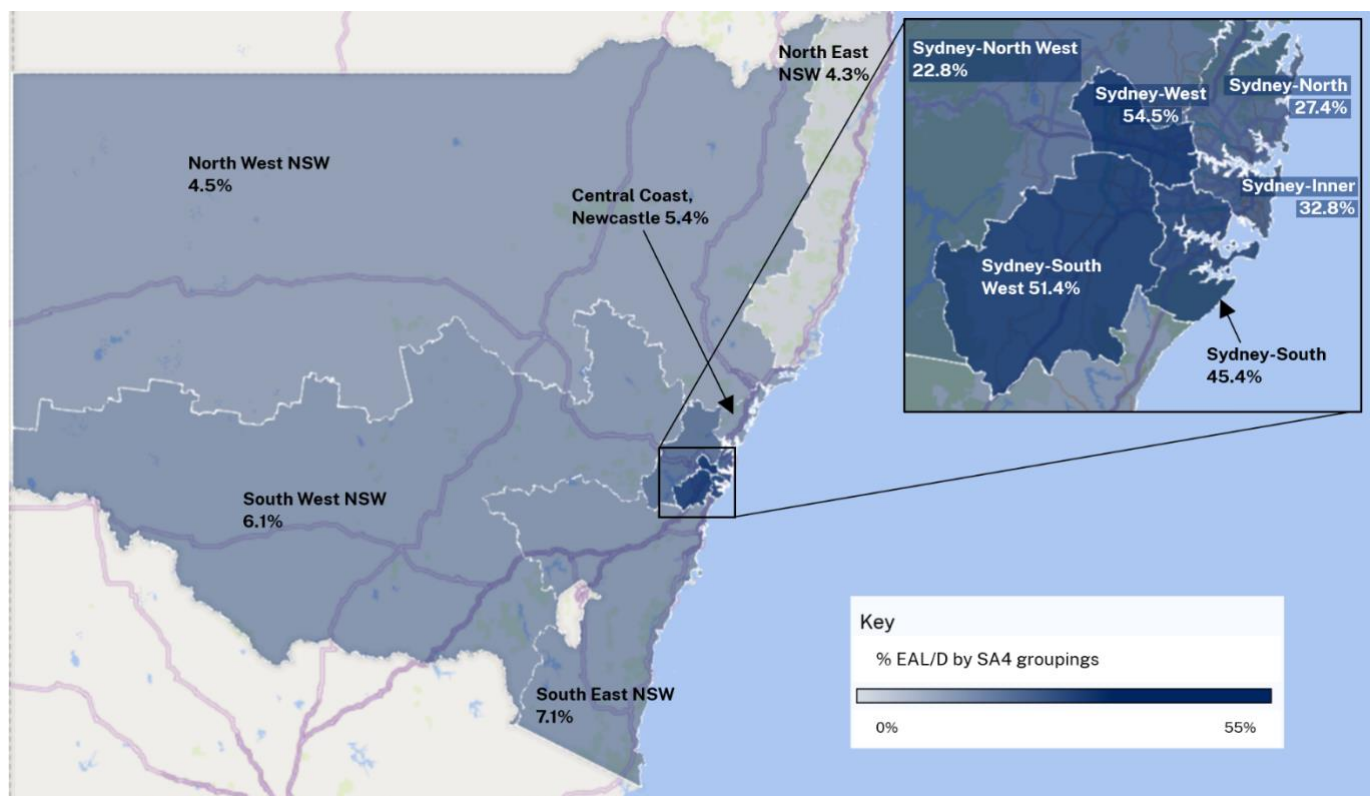 North East
NSW 4.3%
North West NSW
4.5%
Central Coast,
Newcastle 5.4%
South West NSW
6.1%
South East NSW
7.1%
Sydney-North West
22.8%
Sydney-West
54.5%
Sydney-North
27.4%
Sydney-Inner
32.8%
Sydney-South
West 51.4%
Sydney-South
45.4%
Key
% EAL/D by SA4 groupings
0%
55%